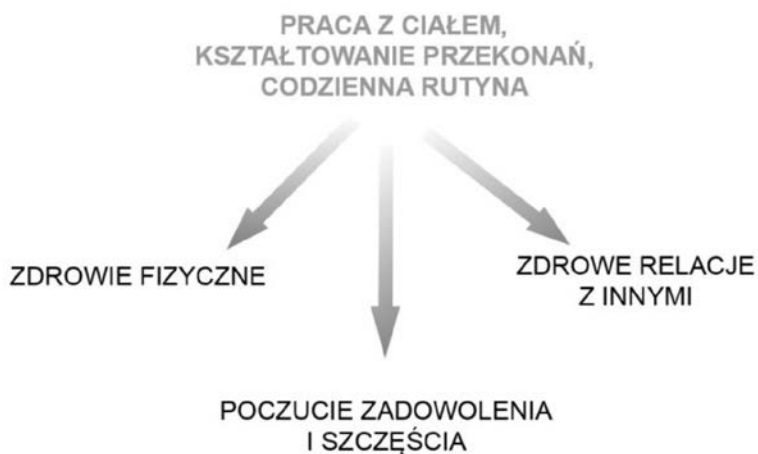 PRACA Z CIAŁEM,
KSZTAŁTOWANIE PRZEKONAŃ,
CODZIENNA RUTYNA
ZDROWIE FIZYCZNE
ZDROWE RELACJE
Z INNYMI
POCZUCIE ZADOWOLENIA
I SZCZĘŚCIA